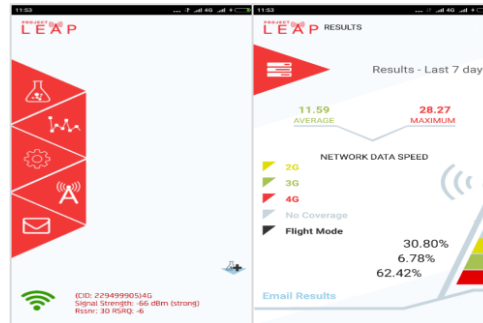 11:53
4G
PROJECT
LEAP
(CID: 229499905)4G
Signal Strength: -66 dBm (strong)
Rssnr: 30 RSRQ: -6
11:53
4G
PROJECT
LEAP RESULTS
Results - Last 7 day
11.59
AVERAGE
28.27
MAXIMUM
NETWORK DATA SPEED
2G
3G
4G
No Coverage
Flight Mode
30.80%
6.78%
62.42%
Email Results